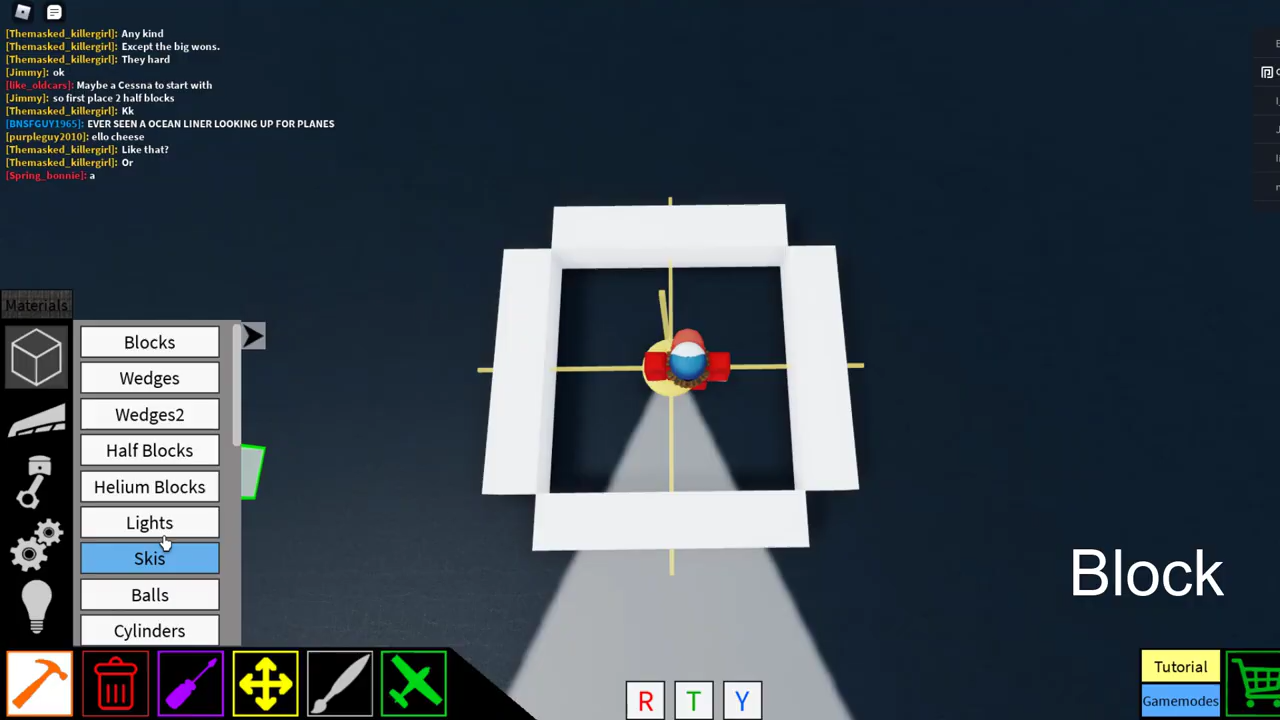 [Themasked_killergirl]: Any kind
[Themasked_killergirl]: Except the big wons.
[Themasked_killergirl]: They hard
[Jimmy]: ok
[like_oldcars]: Maybe a Cessna to start with
[Jimmy]: so first place 2 half blocks
[Themasked_killergirl]: Kk
[BNSFGUY1965]: EVER SEEN A OCEAN LINER LOOKING UP FOR PLANES
[purpleguy2010]: ello cheese
[Themasked_killergirl]: Like that?
[Themasked_killergirl]: Or
[Spring_bonnie]: a
Materials
Blocks
Wedges
Wedges2
Half Blocks
Helium Blocks
Lights
Skis
Balls
Cylinders
Block
R T Y
Tutorial
Gamemodes